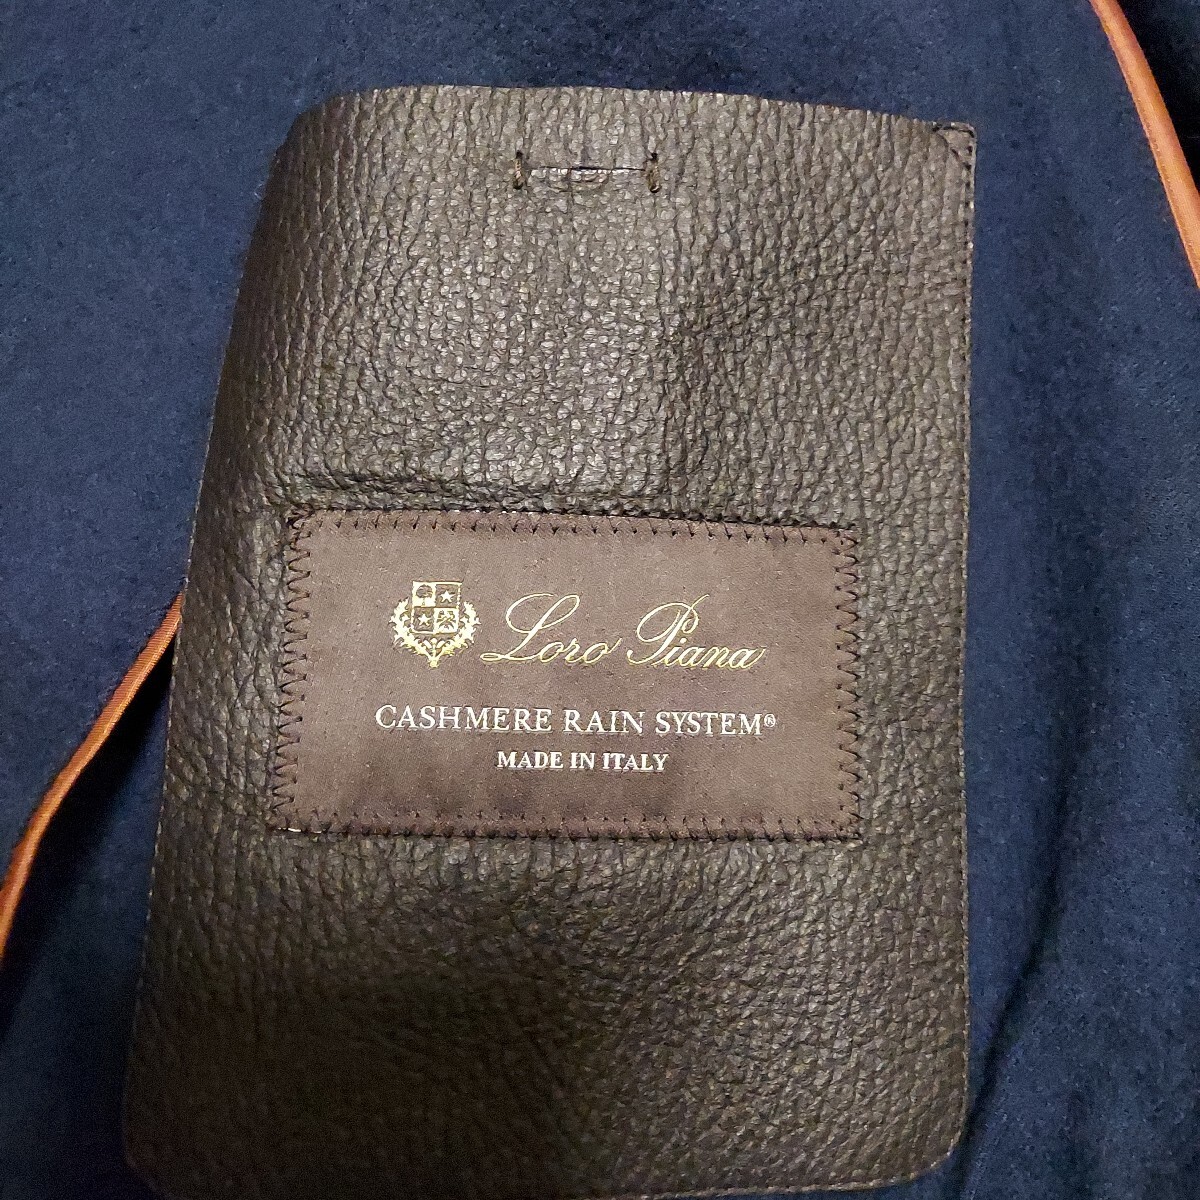 Loro Piana
CASHMERE RAIN SYSTEM®
MADE IN ITALY